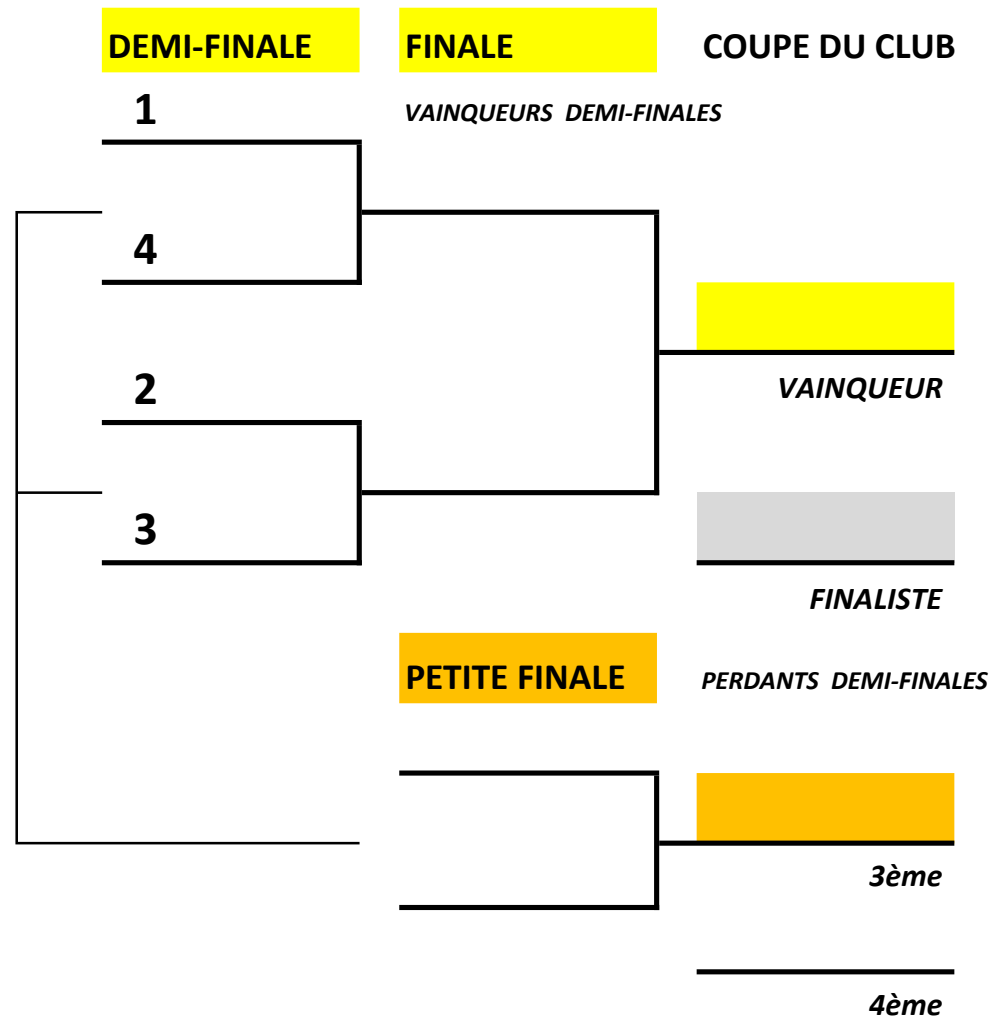 DEMI-FINALE FINALE COUPE DU CLUB
1 VAINQUEURS DEMI-FINALES
4
2
VAINQUEUR
3
FINALISTE
PETITE FINALE PERDANTS DEMI-FINALES
3ème
4ème